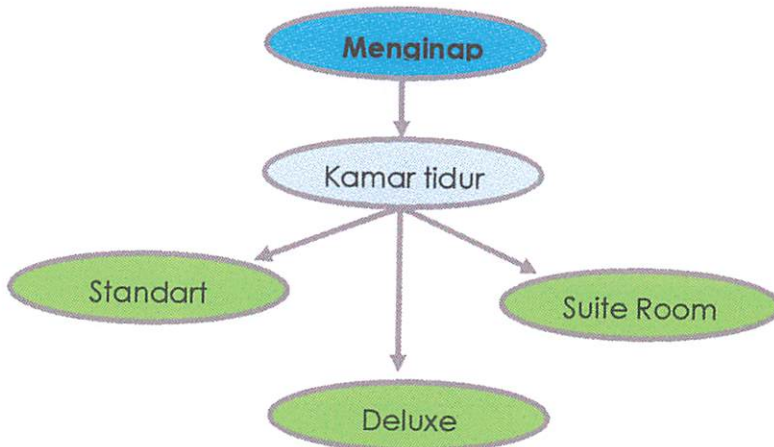 Menginap
Kamar tidur
Standart
Suite Room
Deluxe